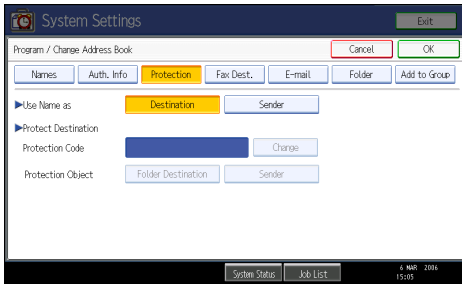 System Settings Exit
Program / Change Address Book Cancel OK
Names Auth. Info Protection Fax Dest. E-mail Folder Add to Group
▶Use Name as Destination Sender
▶Protect Destination
Protection Code Change
Protection Object Folder Destination Sender
System Status Job List 6 MAR 2006
15:05